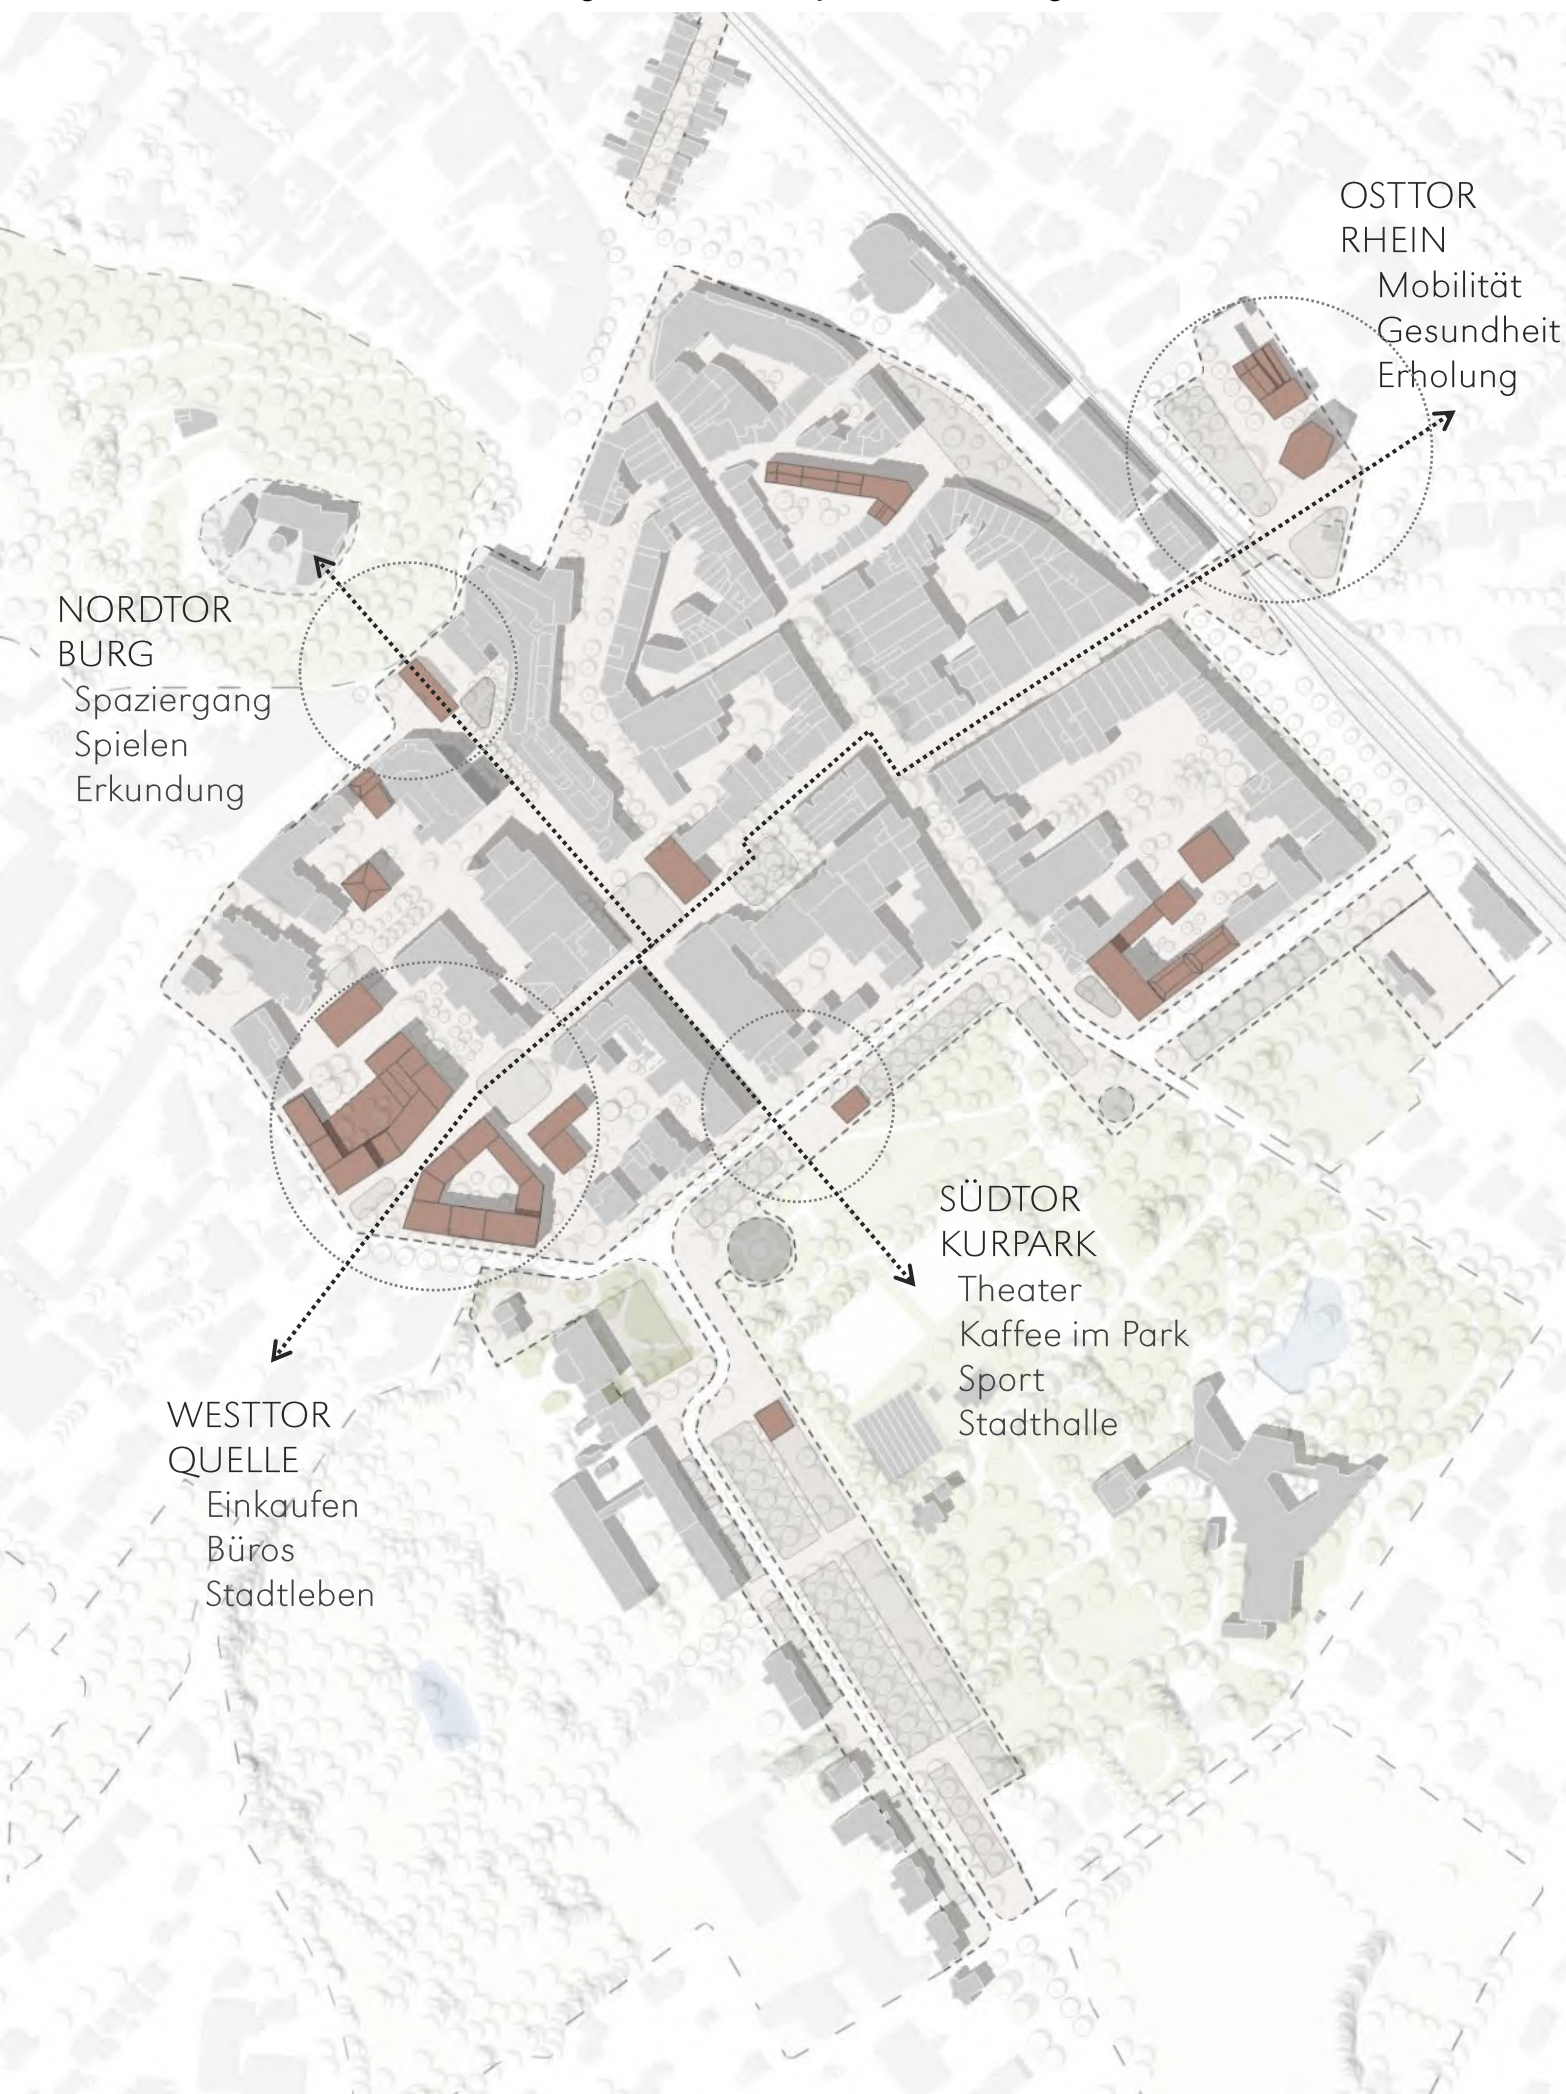 OSTTOR
RHEIN
Mobilität
Gesundheit
Erholung
NORDTOR
BURG
Spaziergang
Spielen
Erkundung
SÜDTOR
KURPARK
Theater
Kaffee im Park
Sport
Stadthalle
WESTTOR
QUELLE
Einkaufen
Büros
Stadtleben